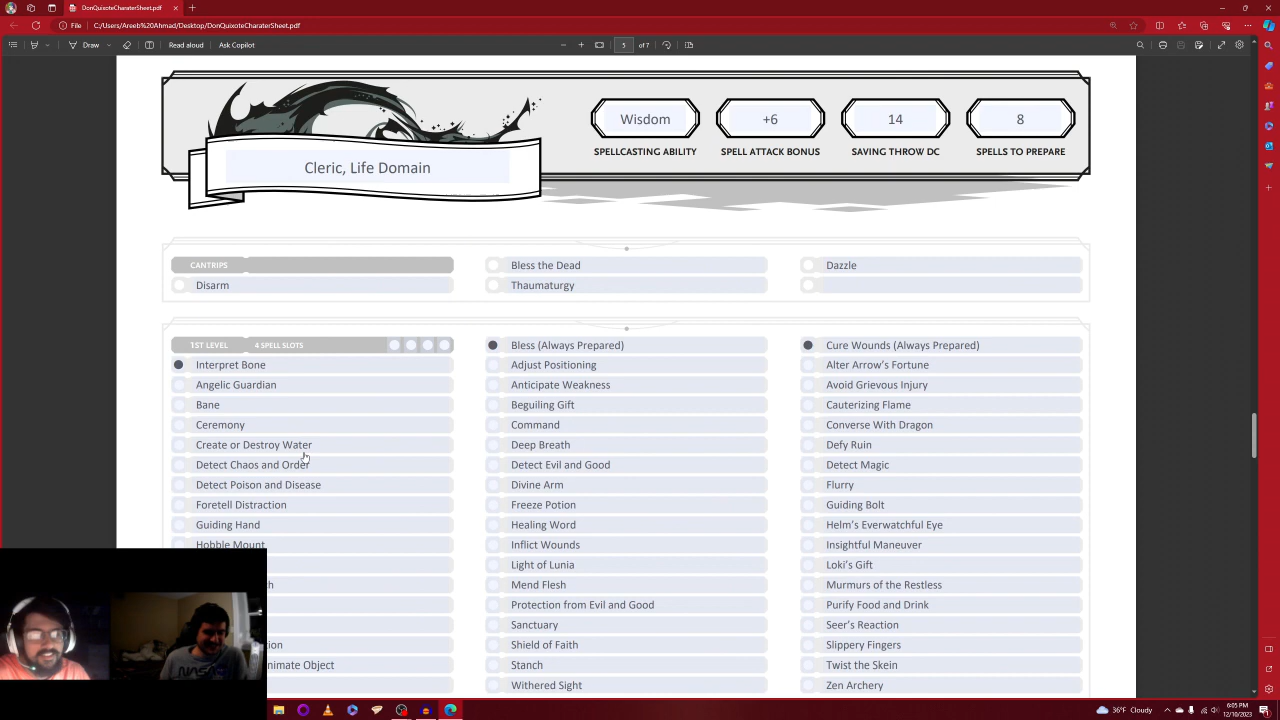 DonQuixoteCharaterSheet.pdf
File
C:/Users/Areeb%20Ahmad/Desktop/DonQuixoteCharaterSheet.pdf
Draw
Read aloud
Ask Copilot
5
of 7
Wisdom
+6
14
8
SPELLCASTING ABILITY
SPELL ATTACK BONUS
SAVING THROW DC
SPELLS TO PREPARE
Cleric, Life Domain
CANTRIPS
Bless the Dead
Dazzle
Disarm
Thaumaturgy
1ST LEVEL
4 SPELL SLOTS
Bless (Always Prepared)
Cure Wounds (Always Prepared)
Interpret Bone
Adjust Positioning
Alter Arrow's Fortune
Angelic Guardian
Anticipate Weakness
Avoid Grievous Injury
Bane
Beguiling Gift
Cauterizing Flame
Ceremony
Command
Converse With Dragon
Create or Destroy Water
Deep Breath
Defy Ruin
Detect Chaos and Order
Detect Evil and Good
Detect Magic
Detect Poison and Disease
Divine Arm
Flurry
Foretell Distraction
Freeze Potion
Guiding Bolt
Guiding Hand
Healing Word
Helm's Everwatchful Eye
Hobble Mount
Inflict Wounds
Insightful Maneuver
Light of Lunia
Loki's Gift
Mend Flesh
Murmurs of the Restless
Protection from Evil and Good
Purify Food and Drink
Sanctuary
Seer's Reaction
Shield of Faith
Slippery Fingers
nimate Object
Stanch
Twist the Skein
Withered Sight
Zen Archery
NASA
36°F Cloudy
6:05 PM
12/10/2023